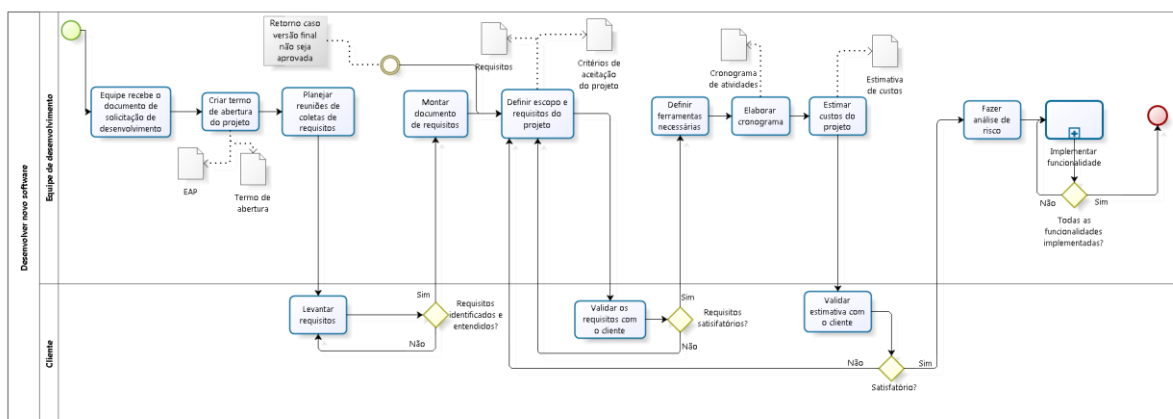 Desenvolver novo software
Equipe de desenvolvimento
Retorno caso
versão final
não seja
aprovada
Requisitos
Critérios de
aceitação do
projeto
Cronograma
de atividades
Estimativa
de custos
Equipe recebe o
documento de
solicitação de
desenvolvimento
Criar termo
de abertura
do projeto
Planejar
reuniões de
coletas de
requisitos
Montar
documento
de requisitos
Definir escopo e
requisitos do
projeto
Definir
ferramentas
necessárias
Elaborar
cronograma
Estimar
custos do
projeto
Fazer
análise de
risco
Implementar
funcionalidade
EAP
Termo de
abertura
Não
Sim
Todas as
funcionalidades
implementadas?
Cliente
Levantar
requisitos
Sim
Requisitos
identificados e
entendidos?
Não
Validar os
requisitos com
o cliente
Sim
Requisitos
satisifatórios?
Não
Validar
estimativa com
o cliente
Não
Sim
Satisfatório?